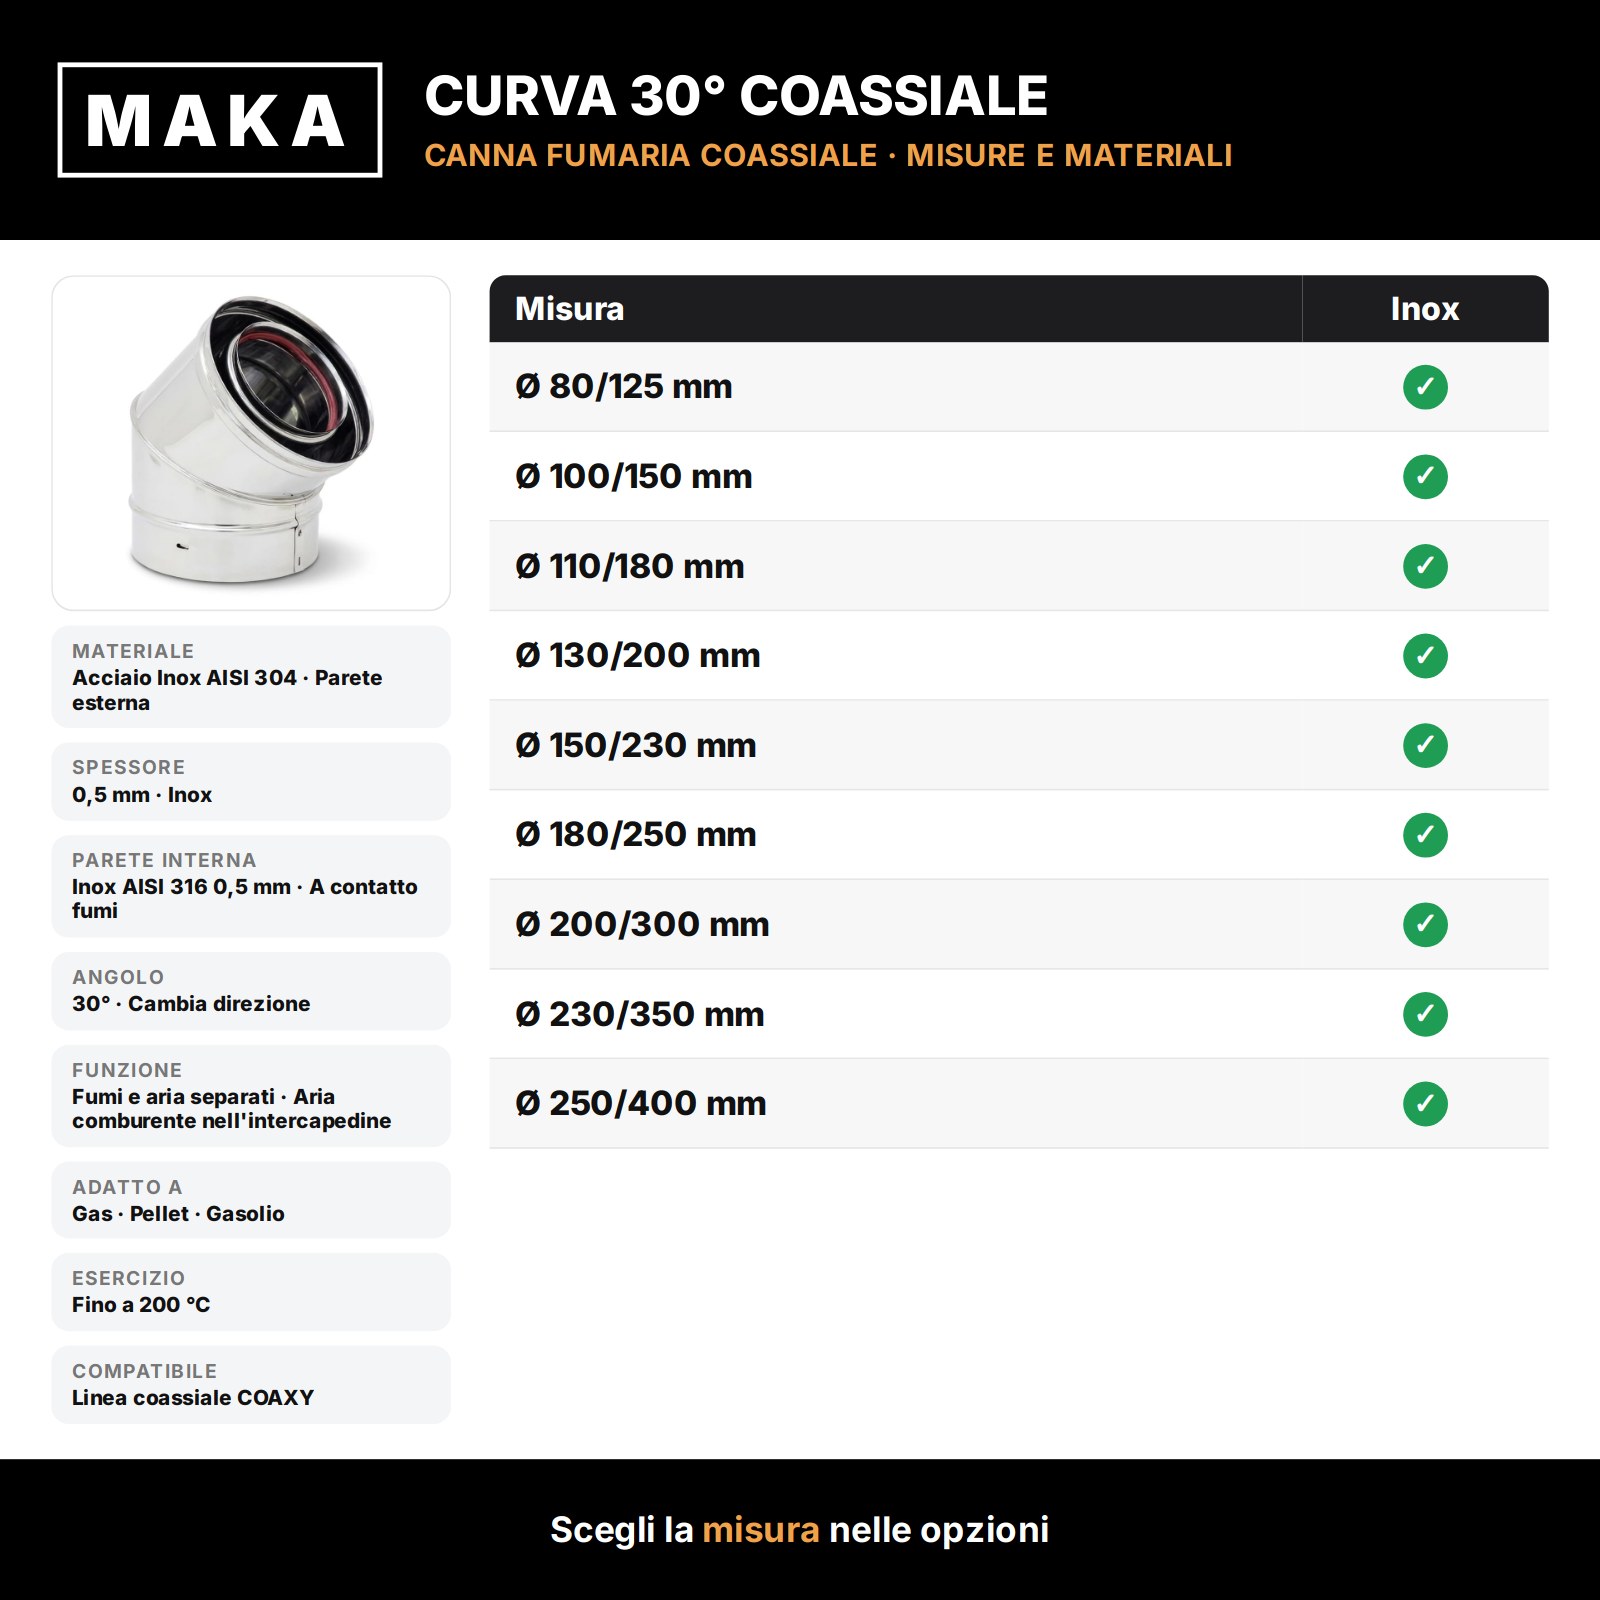 MAKA
CURVA 30° COASSIALE
CANNA FUMARIA COASSIALE · MISURE E MATERIALI
MATERIALE
Acciaio Inox AISI 304 · Parete
esterna
SPESSORE
0,5 mm · Inox
PARETE INTERNA
Inox AISI 316 0,5 mm · A contatto
fumi
ANGOLO
30° · Cambia direzione
FUNZIONE
Fumi e aria separati · Aria
comburente nell'intercapedine
ADATTO A
Gas · Pellet · Gasolio
ESERCIZIO
Fino a 200 °C
COMPATIBILE
Linea coassiale COAXY
Misura Inox
Ø 80/125 mm ✓
Ø 100/150 mm ✓
Ø 110/180 mm ✓
Ø 130/200 mm ✓
Ø 150/230 mm ✓
Ø 180/250 mm ✓
Ø 200/300 mm ✓
Ø 230/350 mm ✓
Ø 250/400 mm ✓
Scegli la misura nelle opzioni